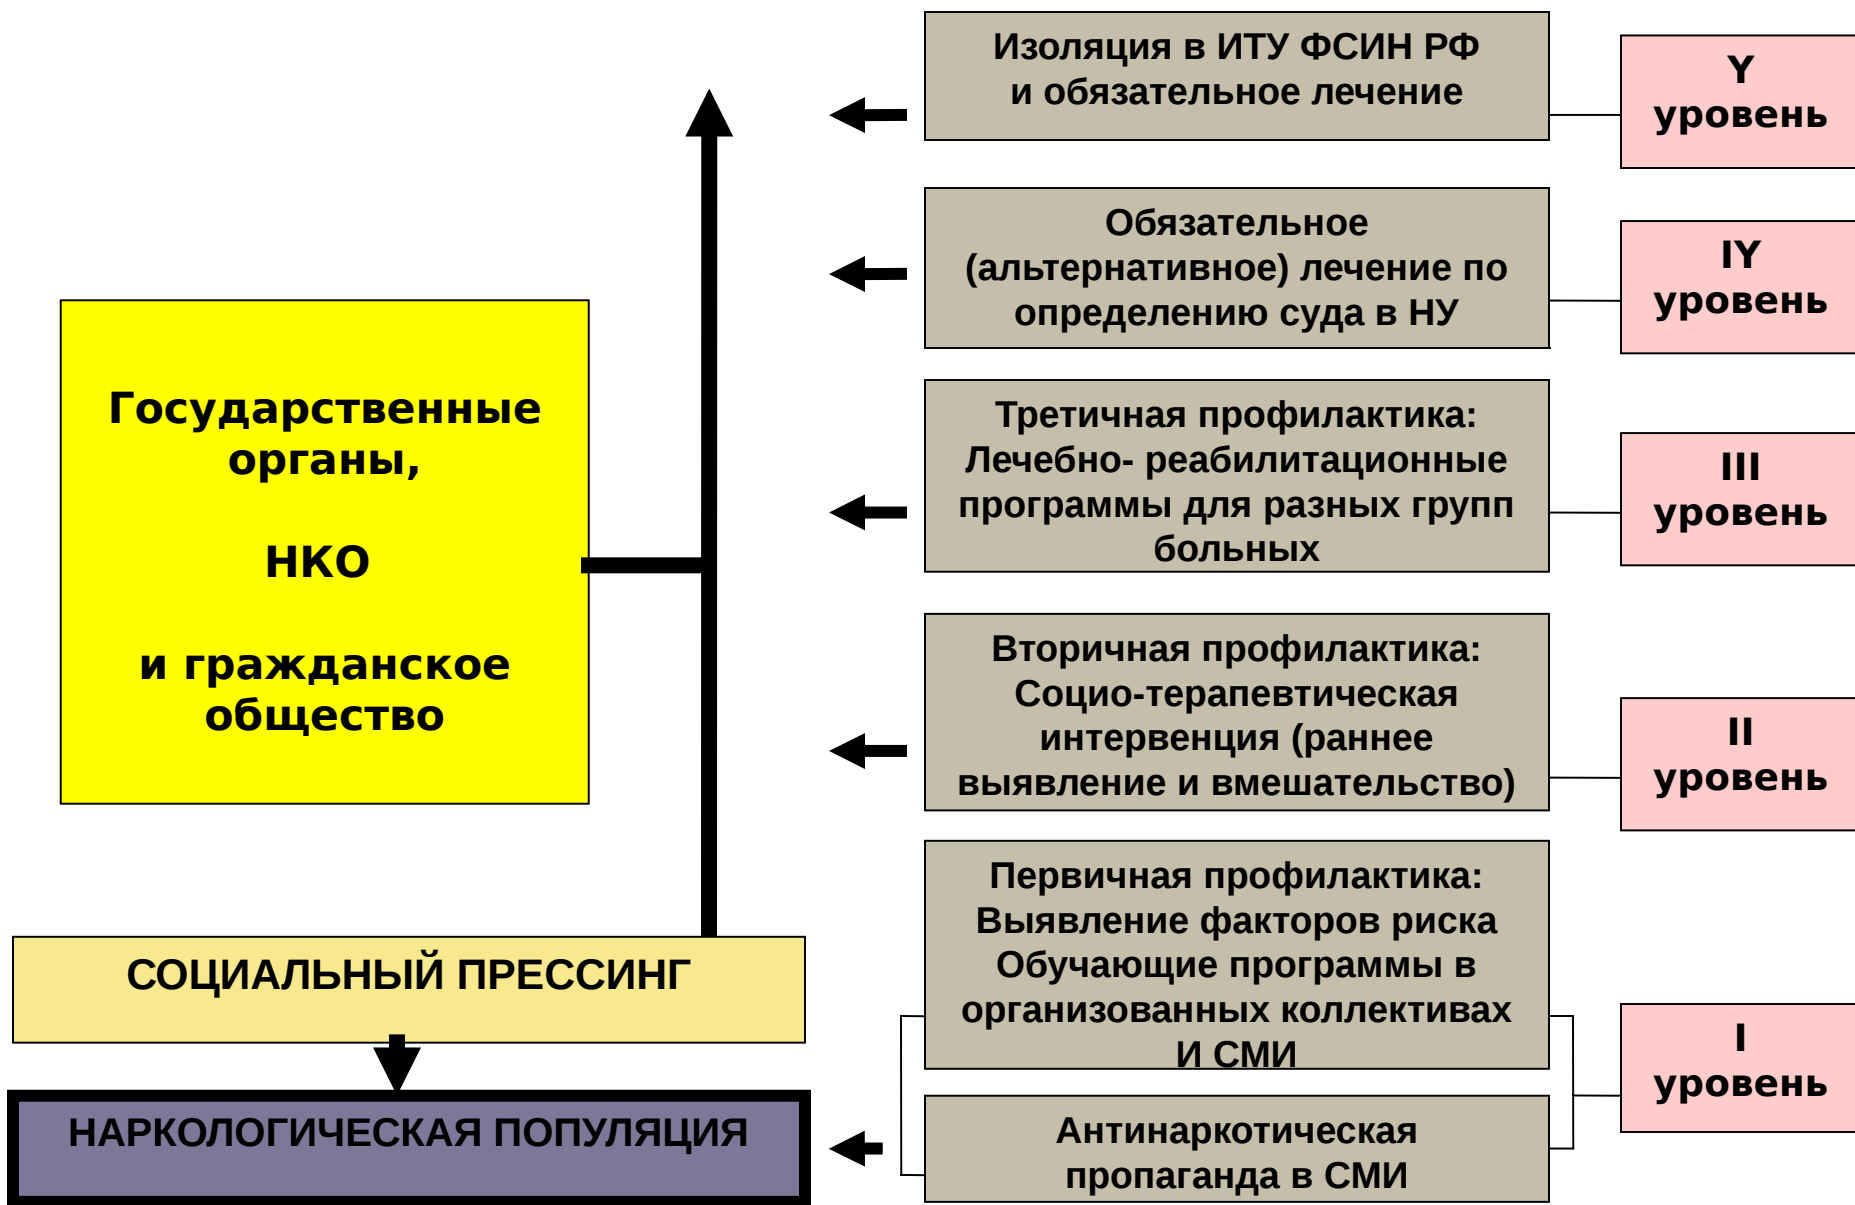 Изоляция в ИТУ ФСИН РФ
и обязательное лечение
Y
уровень
Обязательное
(альтернативное) лечение по
определению суда в НУ
IY
уровень
Государственные
органы,
НКО
и гражданское
общество
Третичная профилактика:
Лечебно- реабилитационные
программы для разных групп
больных
III
уровень
Вторичная профилактика:
Социо-терапевтическая
интервенция (раннее
выявление и вмешательство)
II
уровень
Первичная профилактика:
Выявление факторов риска
Обучающие программы в
организованных коллективах
И СМИ
I
уровень
СОЦИАЛЬНЫЙ ПРЕССИНГ
НАРКОЛОГИЧЕСКАЯ ПОПУЛЯЦИЯ
Антинаркотическая
пропаганда в СМИ